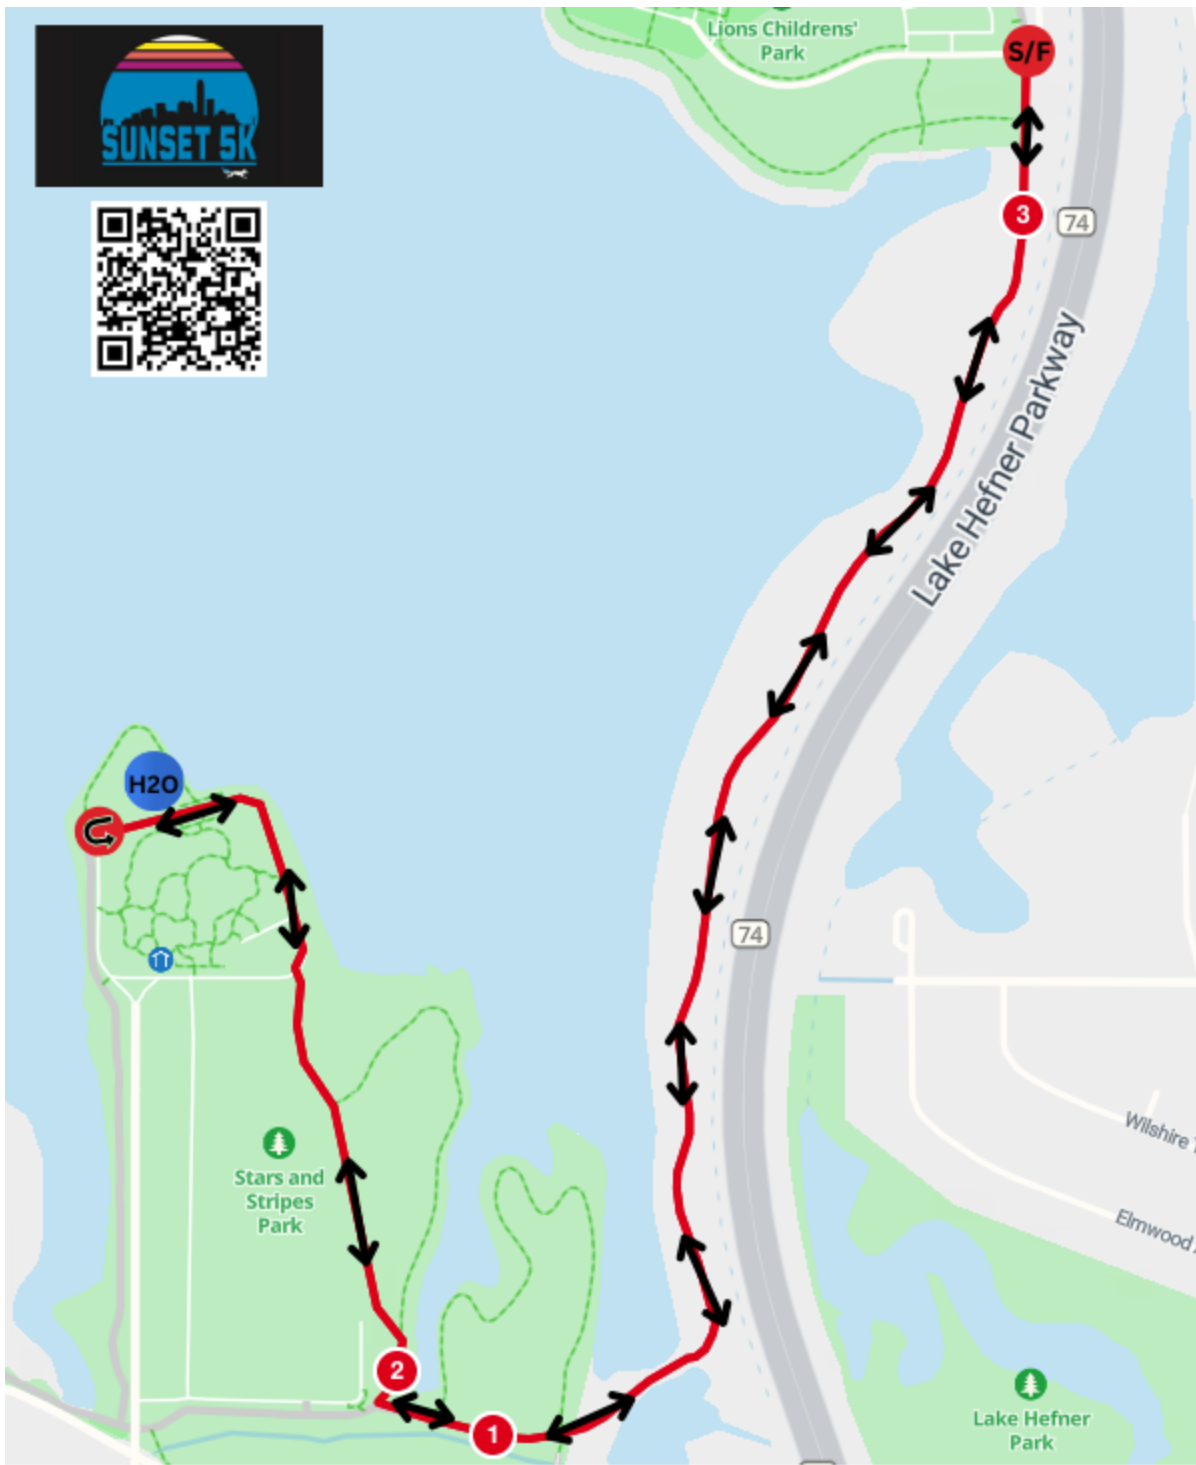 Lions Childrens'
Park
S/F
SUNSET 5K
3
74
Lake Hefner Parkway
H2O
74
Stars and
Stripes
Park
Wilshire
Elmwood
2
1
Lake Hefner
Park